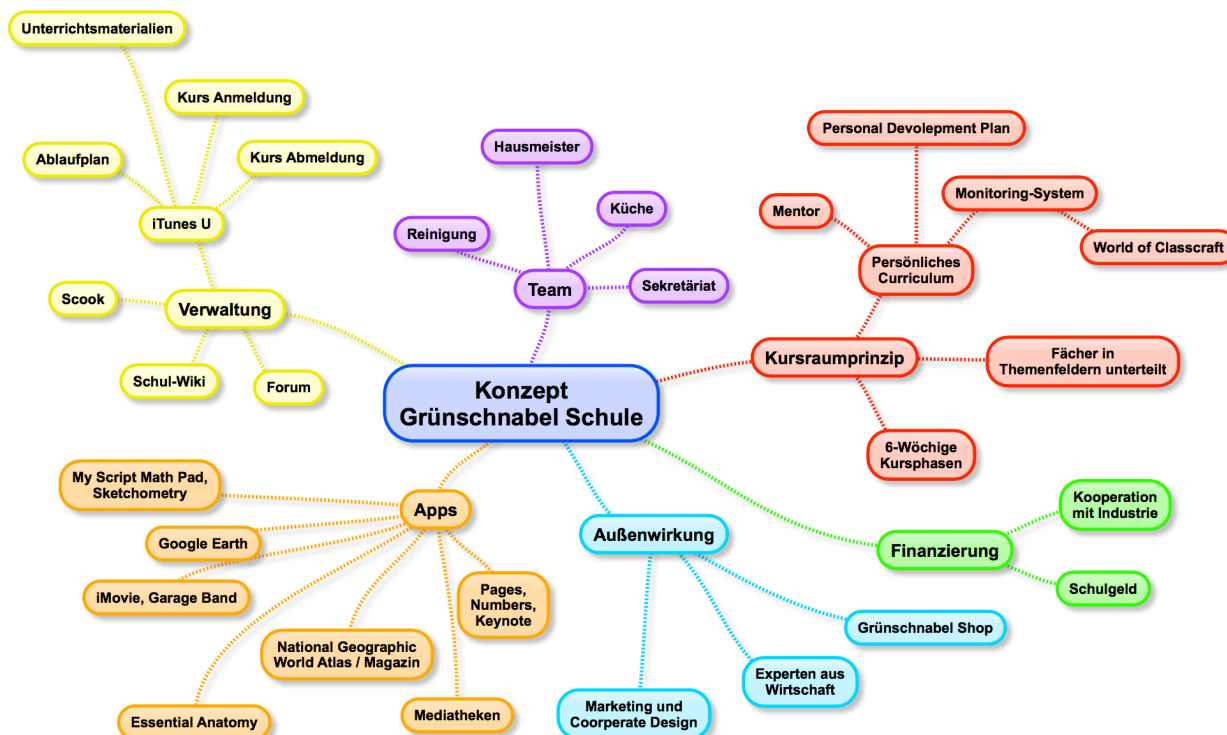 Unterrichtsmaterialien
Kurs Anmeldung
Ablaufplan
Kurs Abmeldung
iTunes U
Scook
Verwaltung
Schul-Wiki
Forum
Hausmeister
Küche
Reinigung
Sekretäriat
Team
Personal Devolepment Plan
Mentor
Monitoring-System
World of Classcraft
Persönliches
Curriculum
Kursraumprinzip
Fächer in
Themenfeldern unterteilt
6-Wöchige
Kursphasen
Konzept
Grünschnabel Schule
My Script Math Pad,
Sketchometry
Apps
Google Earth
iMovie, Garage Band
Pages,
Numbers,
Keynote
National Geographic
World Atlas / Magazin
Essential Anatomy
Mediatheken
Außenwirkung
Grünschnabel Shop
Experten aus
Wirtschaft
Marketing und
Coorperate Design
Finanzierung
Kooperation
mit Industrie
Schulgeld